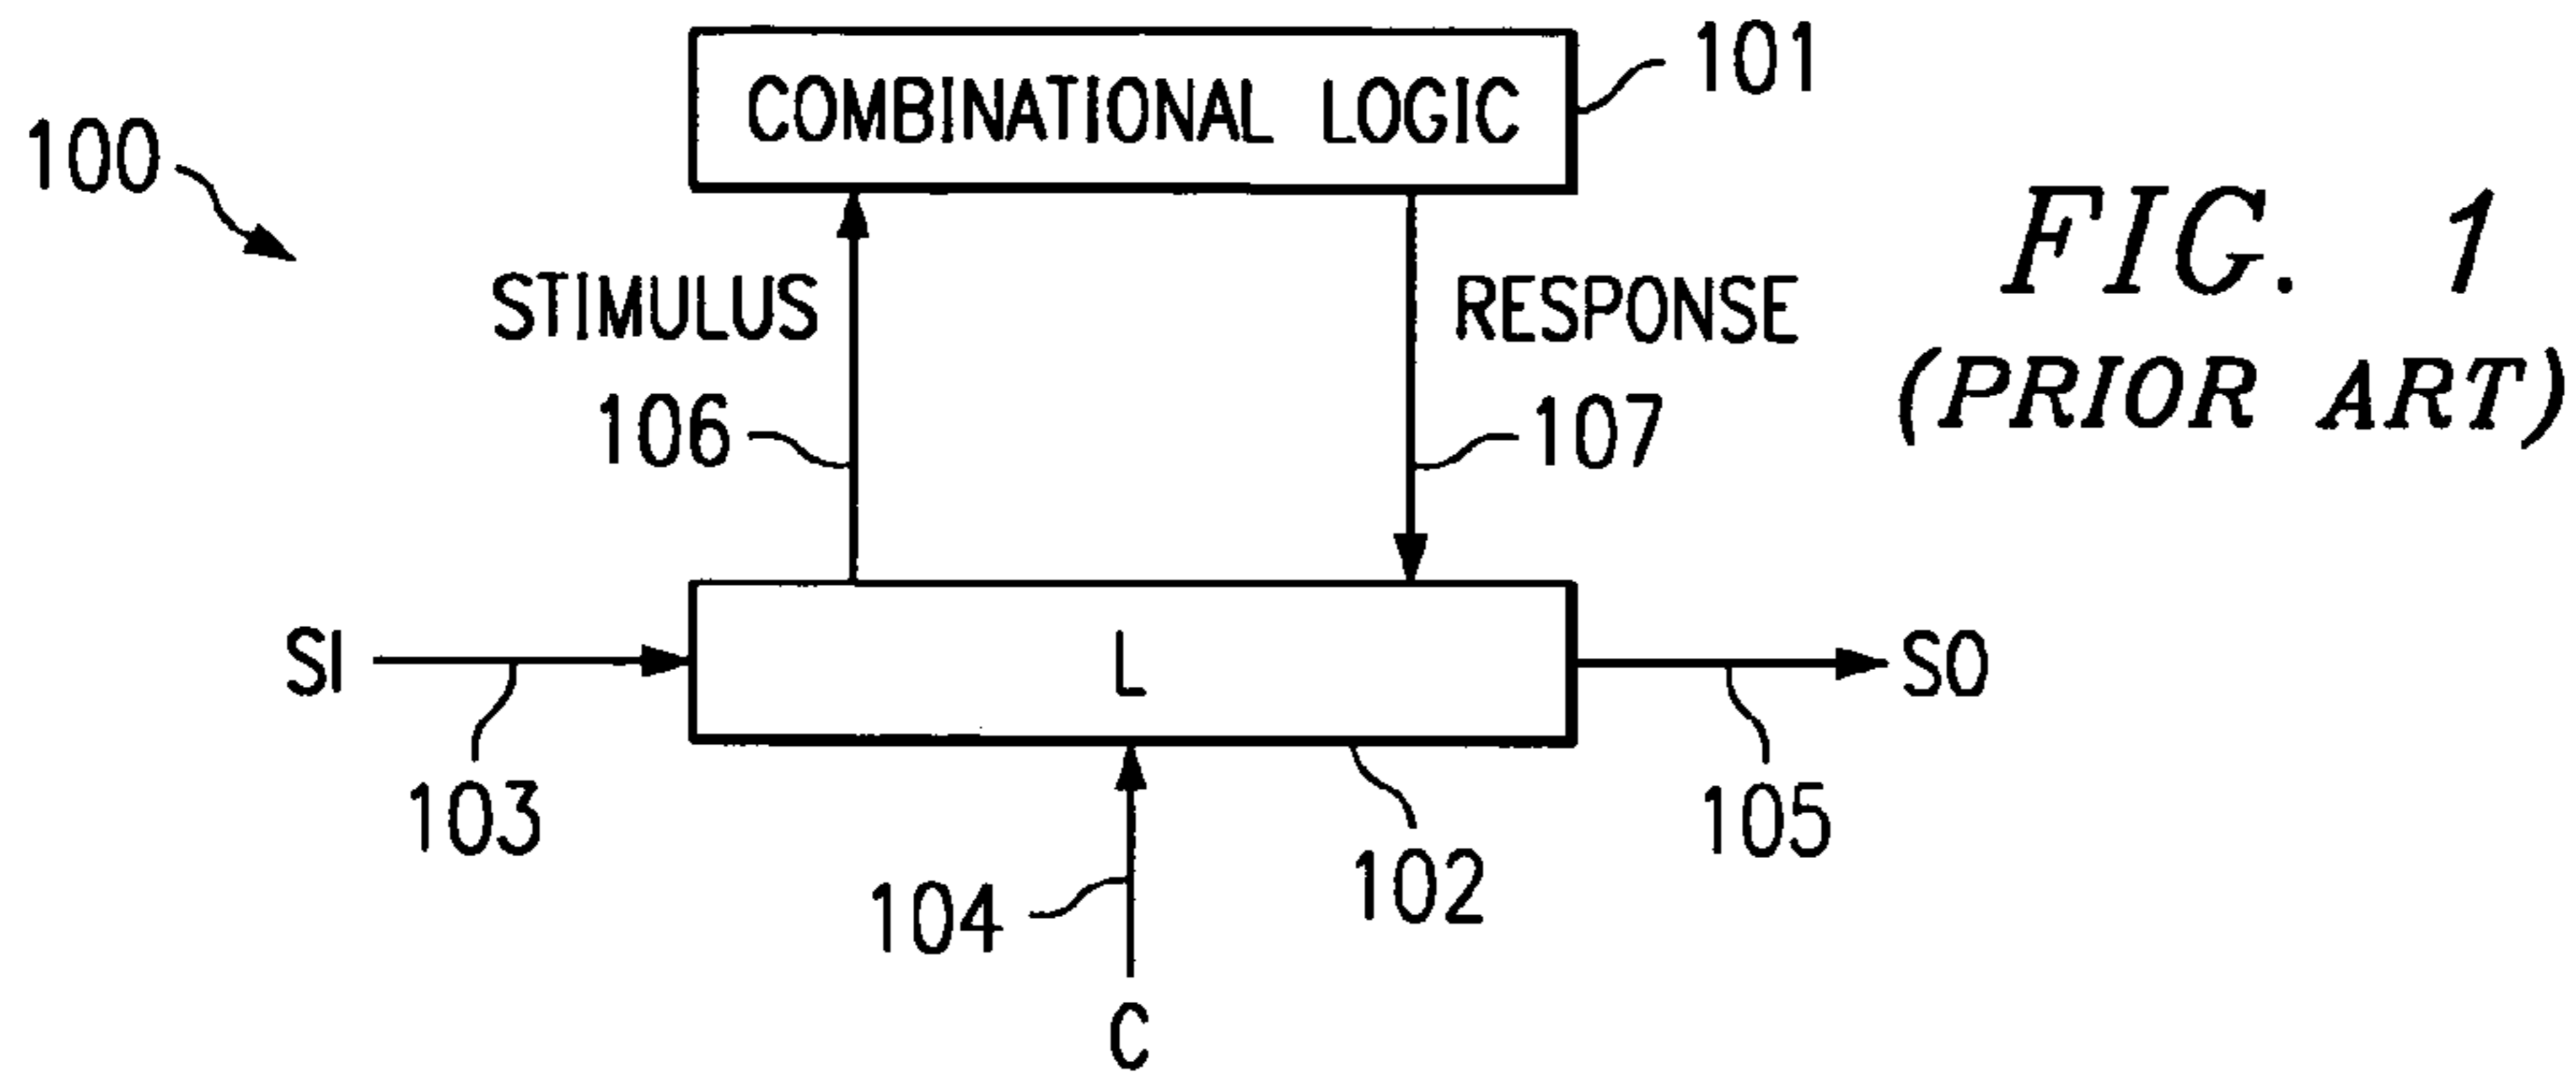 COMBINATIONAL LOGIC
101
100
FIG. 1
(PRIOR ART)
STIMULUS
RESPONSE
106
107
SI
L
SO
103
105
104
102
C